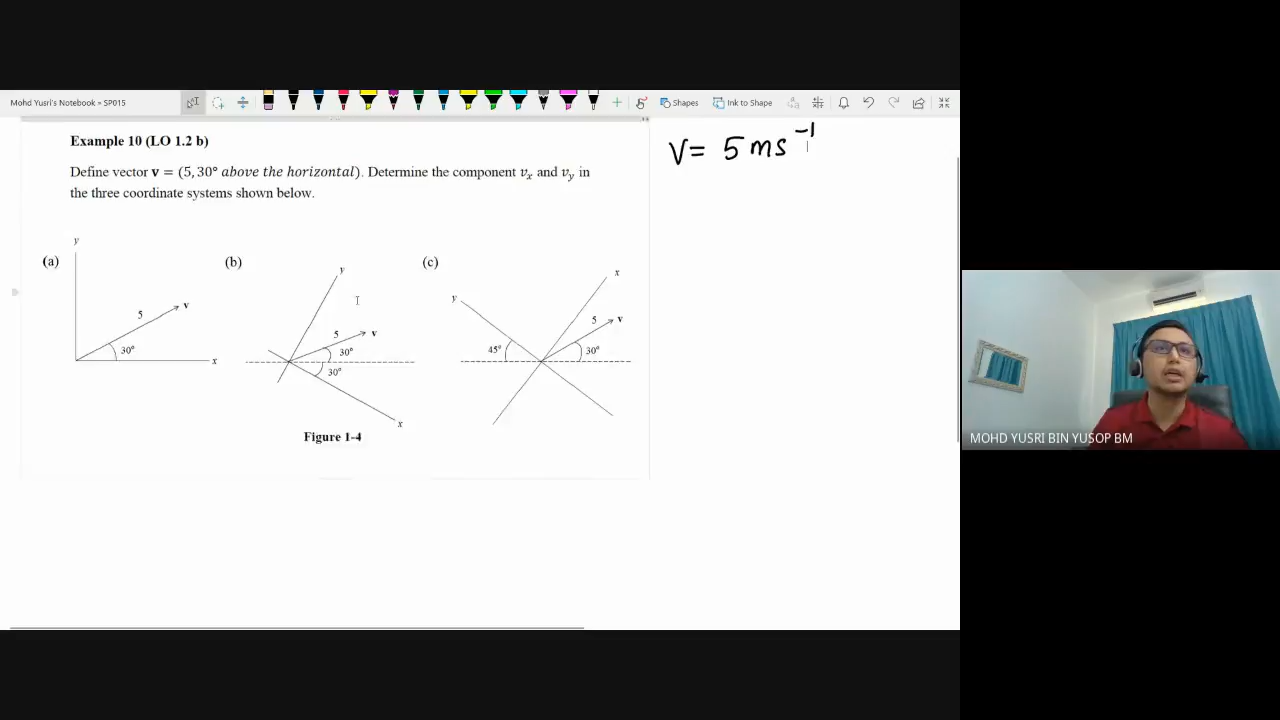 Mohd Yusri's Notebook » SP015
Shapes
Ink to Shape
Example 10 (LO 1.2 b)
Define vector v = (5, 30° above the horizontal). Determine the component vₓ and vᵧ in
the three coordinate systems shown below.
V= 5 ms⁻¹
(a)
y
5
v
30°
x
(b)
y
5
v
30°
30°
x
(c)
x
y
5
v
45°
30°
Figure 1-4
MOHD YUSRI BIN YUSOP BM